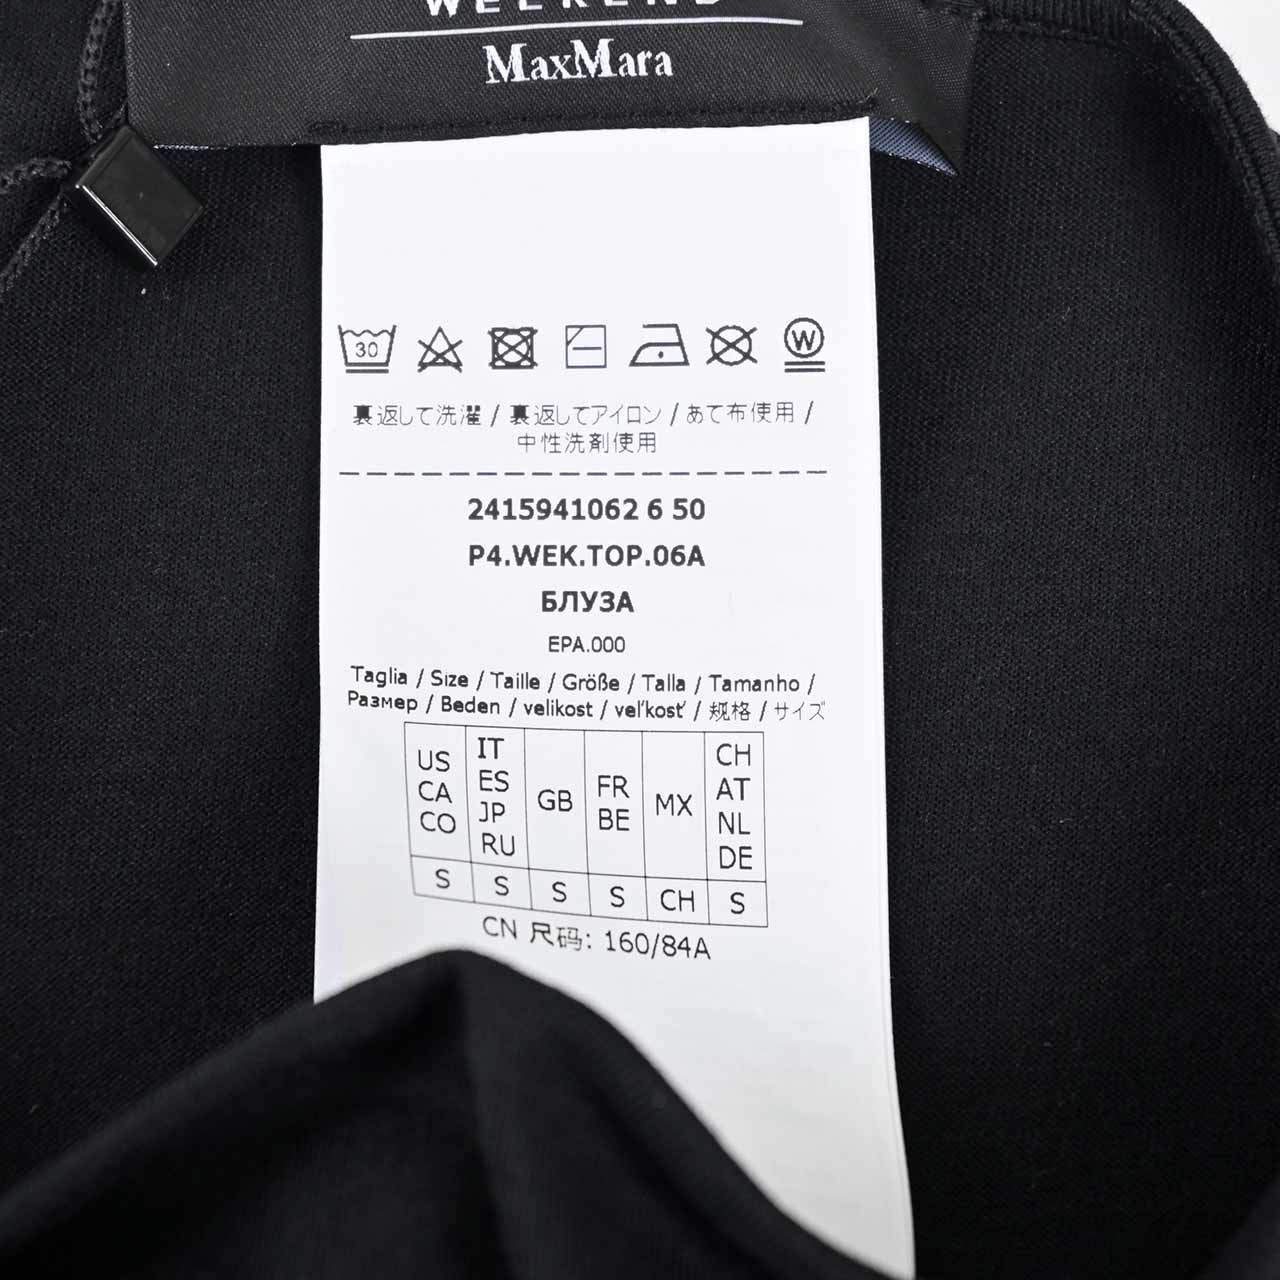 WEEKEND
MaxMara
30
W
裏返して洗濯 / 裏返してアイロン / あて布使用 /
中性洗剤使用
2415941062 6 50
P4.WEK.TOP.06A
БЛУЗА
EPA.000
Taglia / Size / Taille / Größe / Talla / Tamanho /
Размер / Beden / velikost / veľkosť / 规格 / サイズ
US CA CO IT ES JP RU GB FR BE MX CH AT NL DE
S S S S CH S
CN 尺码: 160/84A